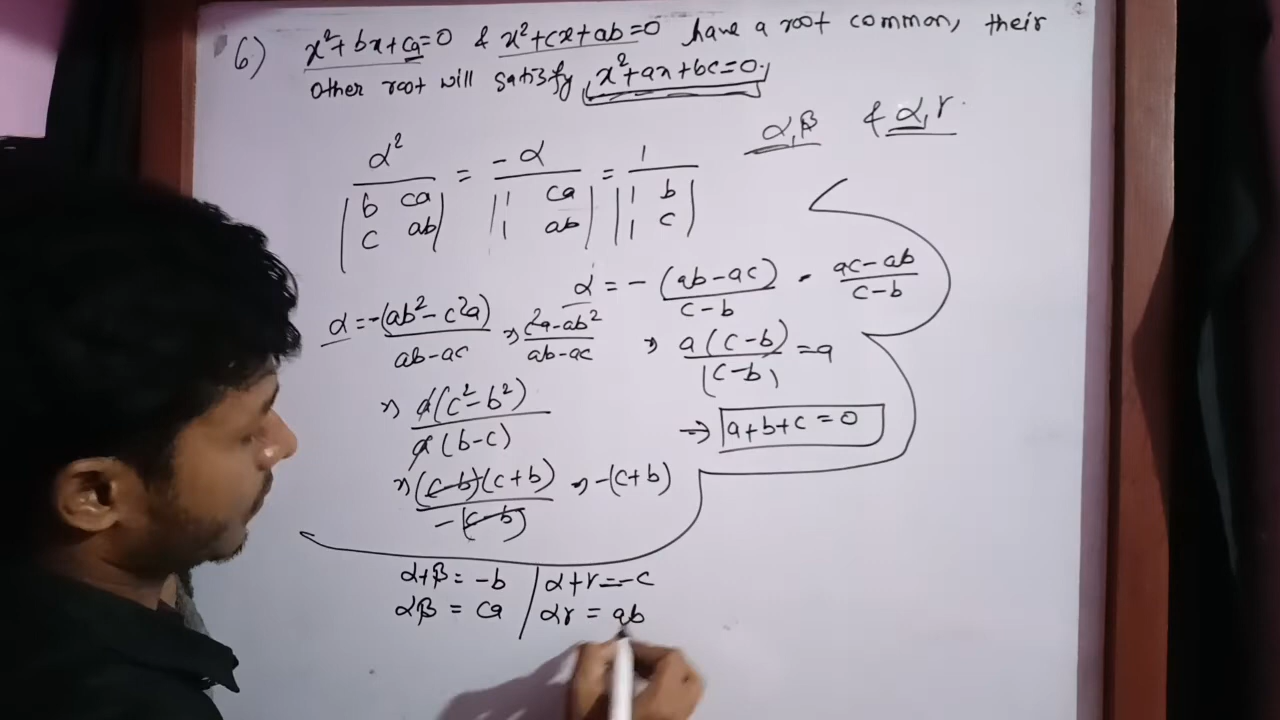 6) x²+bx+ca=0 & x²+cx+ab=0 have a root common, their
other root will satisfy x²+ax+bc=0.
α,β & α,r
α² / |b ca; c ab| = -α / |1 ca; 1 ab| = 1 / |1 b; 1 c|
α = -(ab-ac)/(c-b) = (ac-ab)/(c-b)
α = -(ab²-c²a)/(ab-ac) ⇒ (c²a-ab²)/(ab-ac)
⇒ a(c-b)/(c-b) = a
⇒ a(c²-b²)/a(b-c)
→ a+b+c=0
⇒ (c-b)(c+b)/-(c-b) ⇒ -(c+b)
α+β = -b | α+r = -c
αβ = ca | αr = ab